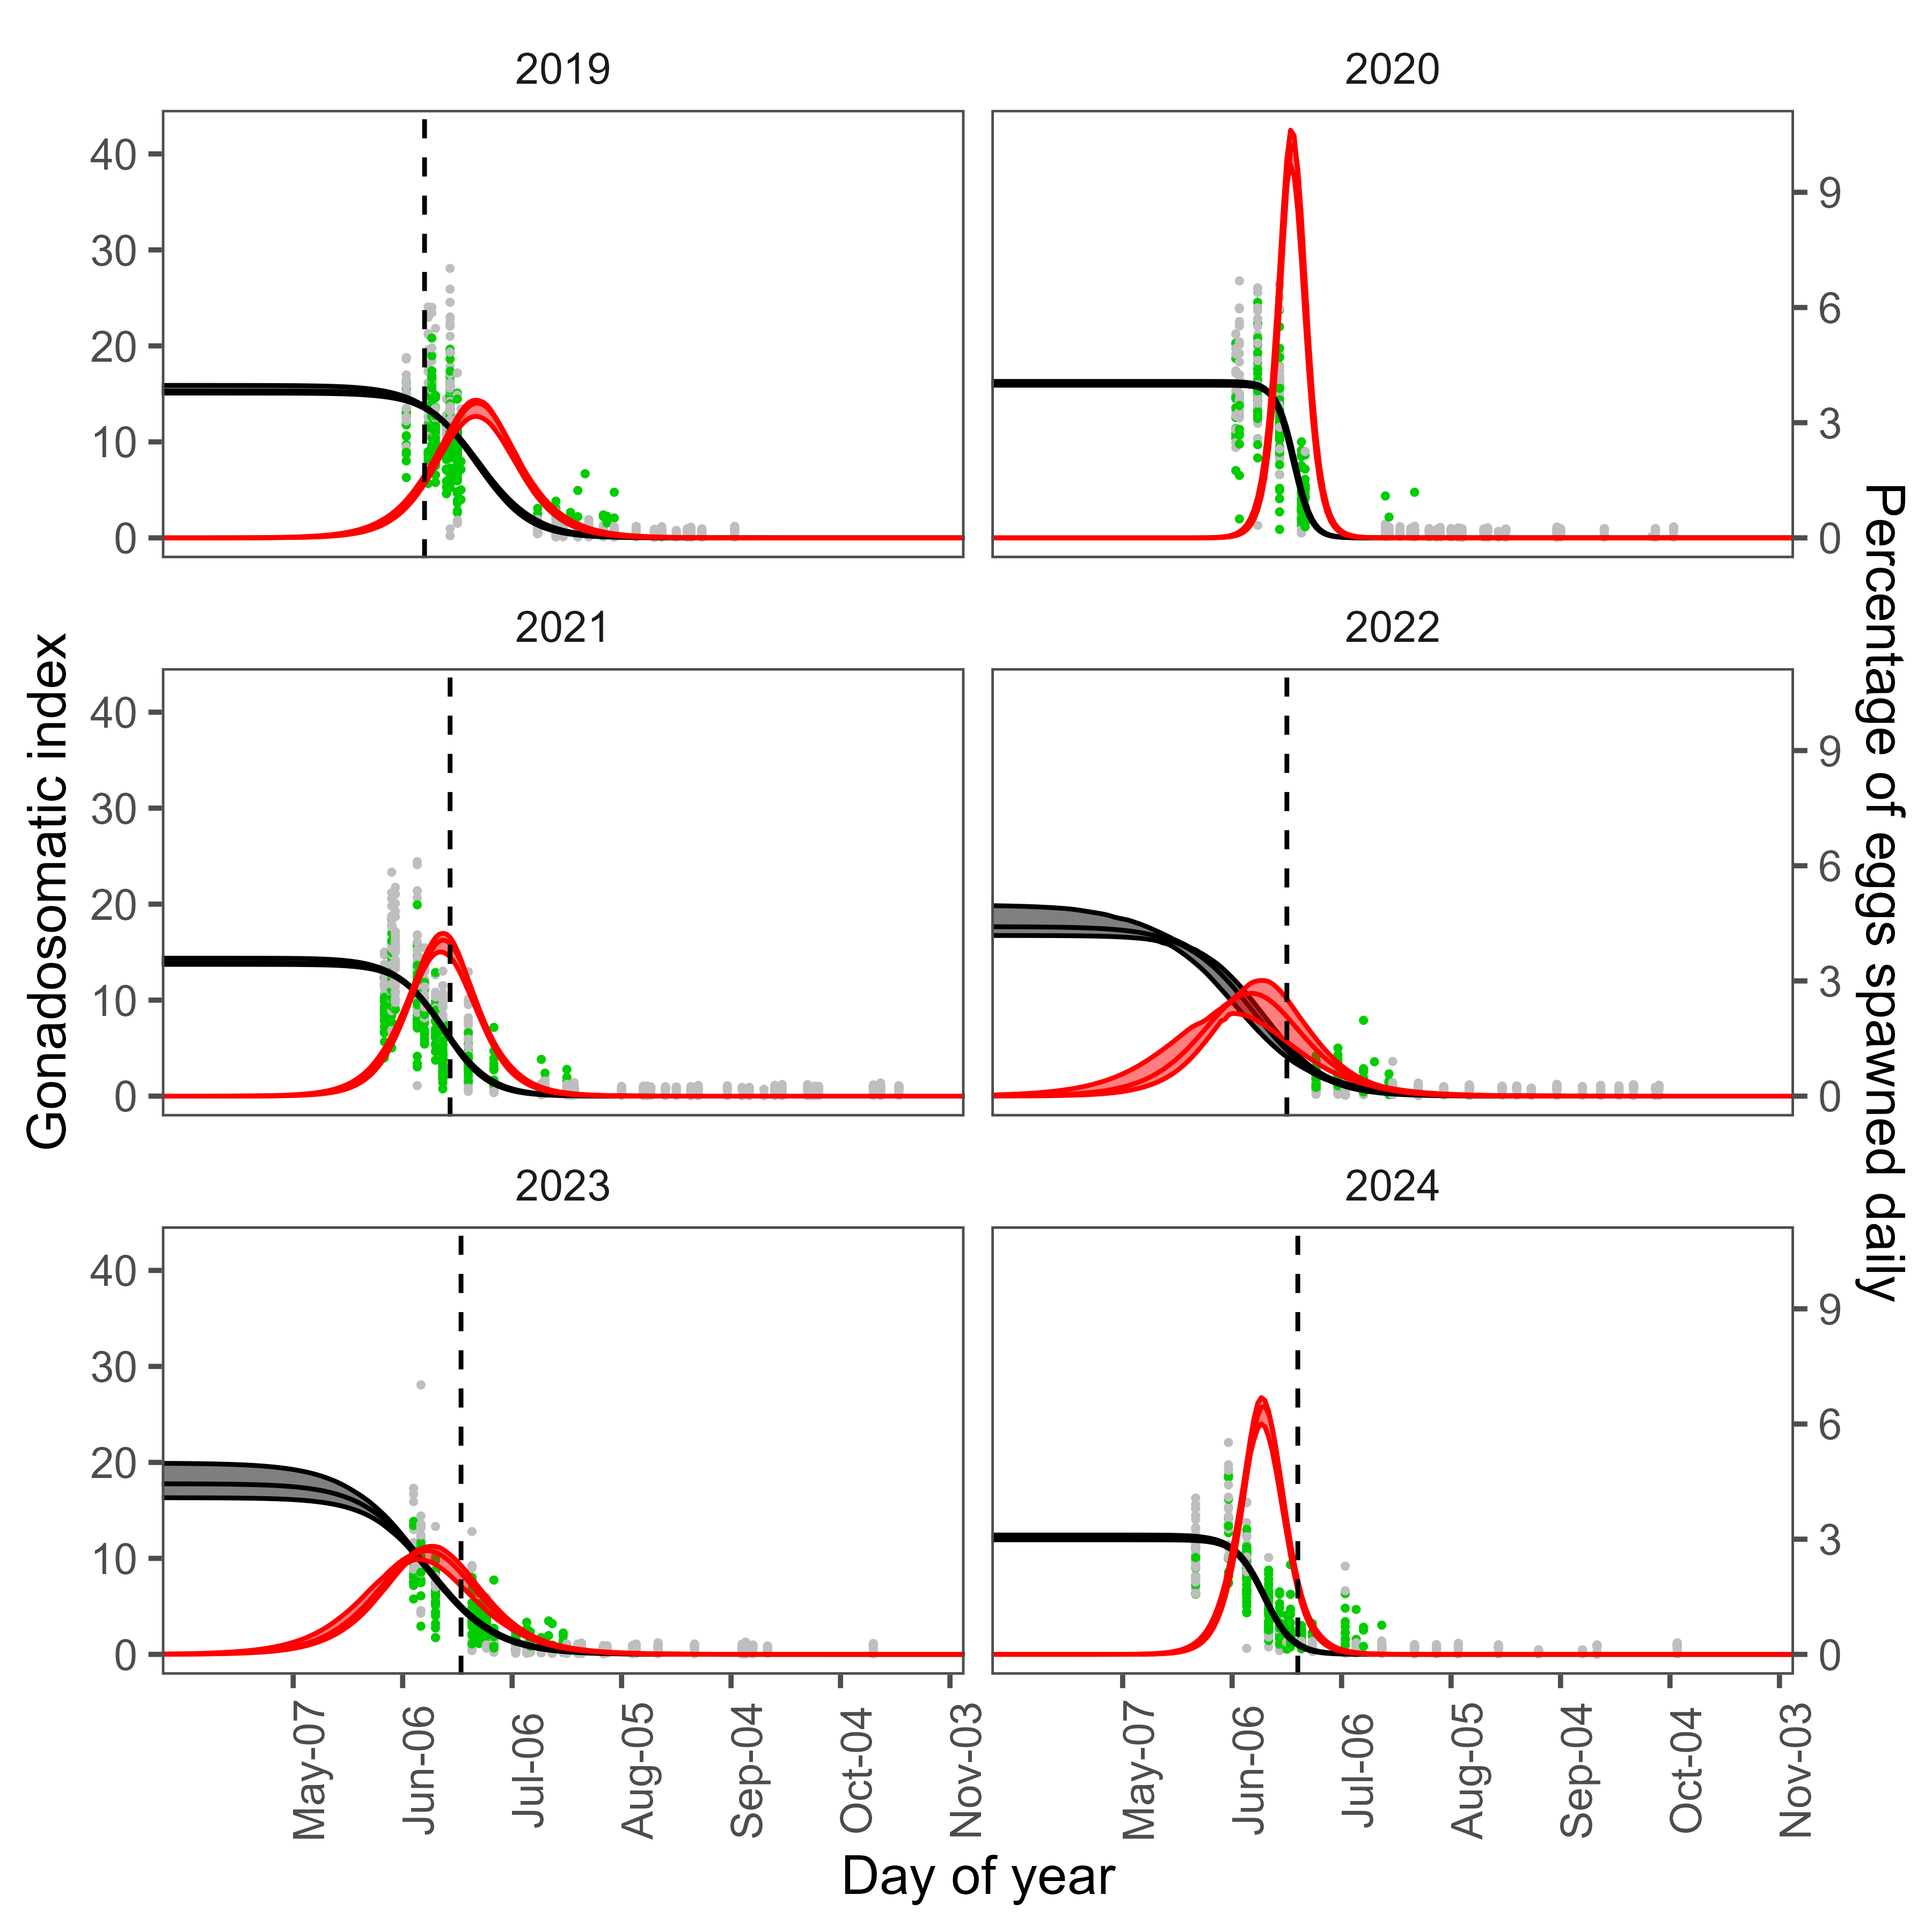 2019
2020
40
30
20
10
0
9
6
3
0
2021
2022
40
30
20
10
0
9
6
3
0
2023
2024
40
30
20
10
0
9
6
3
0
Gonadosomatic index
Percentage of eggs spawned daily
May-07
Jun-06
Jul-06
Aug-05
Sep-04
Oct-04
Nov-03
May-07
Jun-06
Jul-06
Aug-05
Sep-04
Oct-04
Nov-03
Day of year